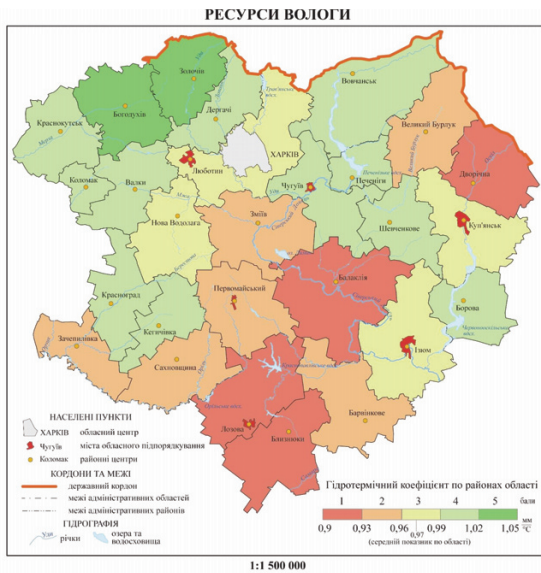 РЕСУРСИ ВОЛОГИ
Золочів
Вовчанськ
Богодухів
Дергачі
Краснокутськ
Великий Бурлук
ХАРКІВ
Дворічна
Люботин
Коломак
Валки
Чугуїв
Печеніги
Нова Водолага
Зміїв
Шевченкове
Куп'янськ
Балаклія
Красноград
Первомайський
Борова
Кегичівка
Ізюм
Зачепилівка
Сахновщина
Барвінкове
Лозова
Близнюки
НАСЕЛЕНІ ПУНКТИ
ХАРКІВ обласний центр
Чугуїв міста обласного підпорядкування
Коломак районні центри
КОРДОНИ ТА МЕЖІ
державний кордон
межі адміністративних областей
межі адміністративних районів
ГІДРОГРАФІЯ
Уди річки
озера та водосховища
Гідротермічний коефіцієнт по районах області
1 2 3 4 5 бали
0,9 0,93 0,96 0,99 1,02 1,05 мм °C
0,97
(середній показник по області)
1:1 500 000